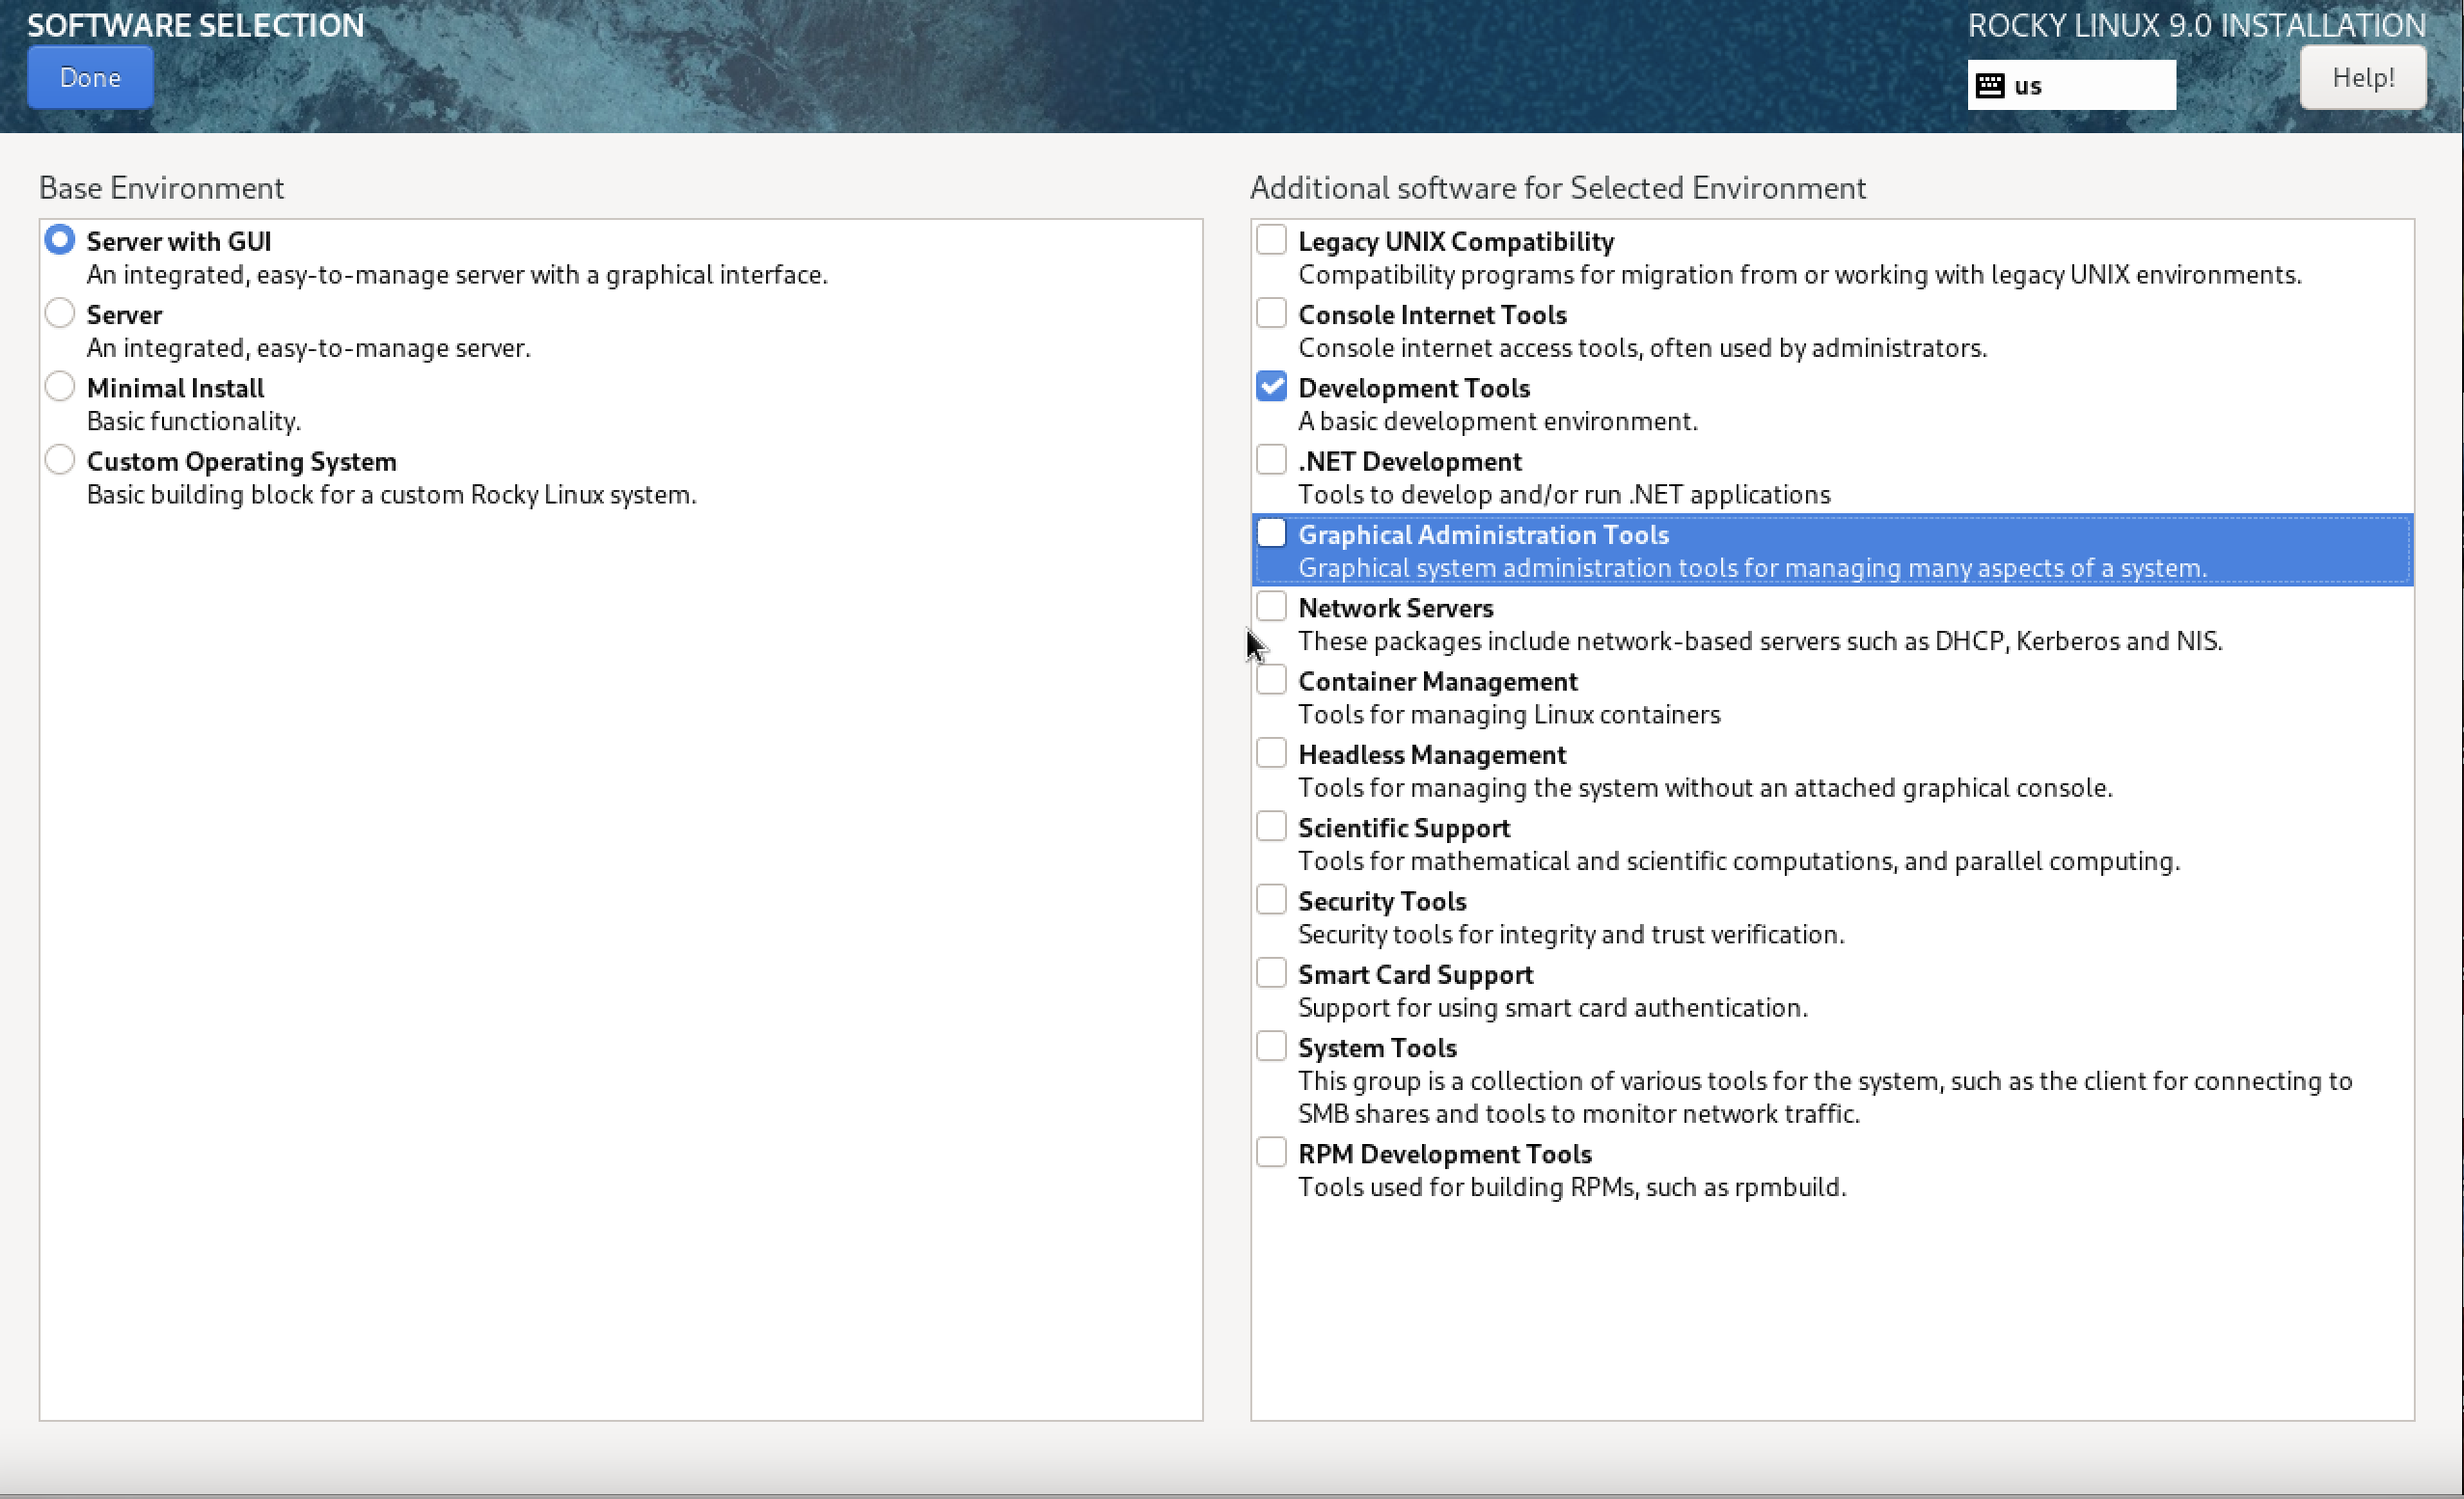 SOFTWARE SELECTION
Done
ROCKY LINUX 9.0 INSTALLATION
us
Help!
Base Environment
Server with GUI
An integrated, easy-to-manage server with a graphical interface.
Server
An integrated, easy-to-manage server.
Minimal Install
Basic functionality.
Custom Operating System
Basic building block for a custom Rocky Linux system.
Additional software for Selected Environment
Legacy UNIX Compatibility
Compatibility programs for migration from or working with legacy UNIX environments.
Console Internet Tools
Console internet access tools, often used by administrators.
Development Tools
A basic development environment.
.NET Development
Tools to develop and/or run .NET applications
Graphical Administration Tools
Graphical system administration tools for managing many aspects of a system.
Network Servers
These packages include network-based servers such as DHCP, Kerberos and NIS.
Container Management
Tools for managing Linux containers
Headless Management
Tools for managing the system without an attached graphical console.
Scientific Support
Tools for mathematical and scientific computations, and parallel computing.
Security Tools
Security tools for integrity and trust verification.
Smart Card Support
Support for using smart card authentication.
System Tools
This group is a collection of various tools for the system, such as the client for connecting to
SMB shares and tools to monitor network traffic.
RPM Development Tools
Tools used for building RPMs, such as rpmbuild.